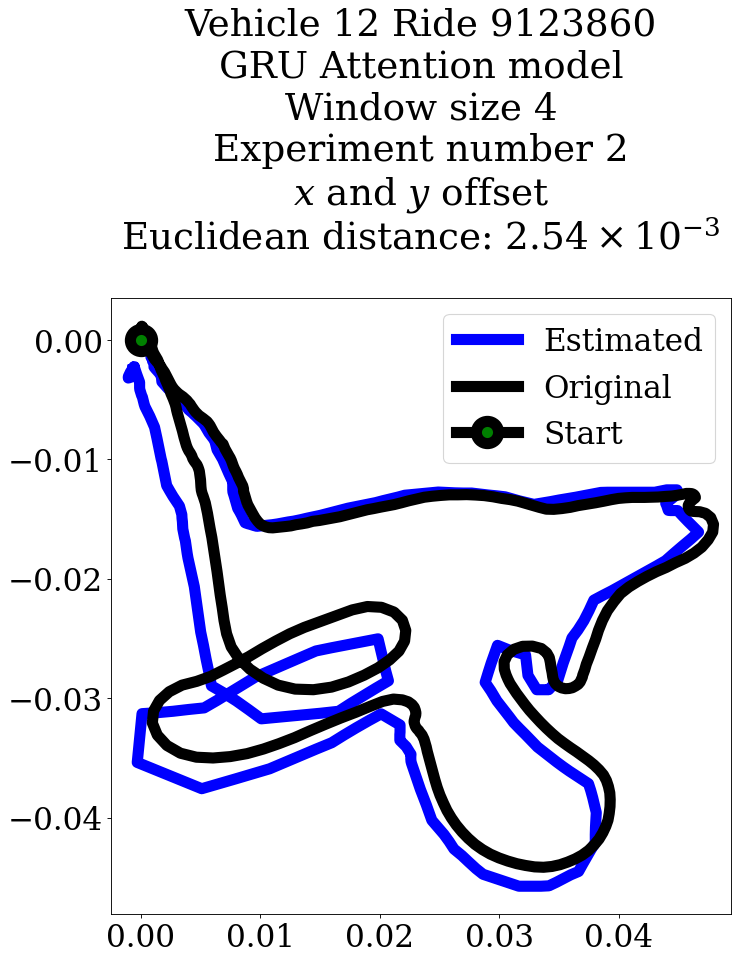 Vehicle 12 Ride 9123860
GRU Attention model
Window size 4
Experiment number 2
x and y offset
Euclidean distance: 2.54 × 10⁻³
Estimated
Original
Start
0.00
−0.01
−0.02
−0.03
−0.04
0.00 0.01 0.02 0.03 0.04